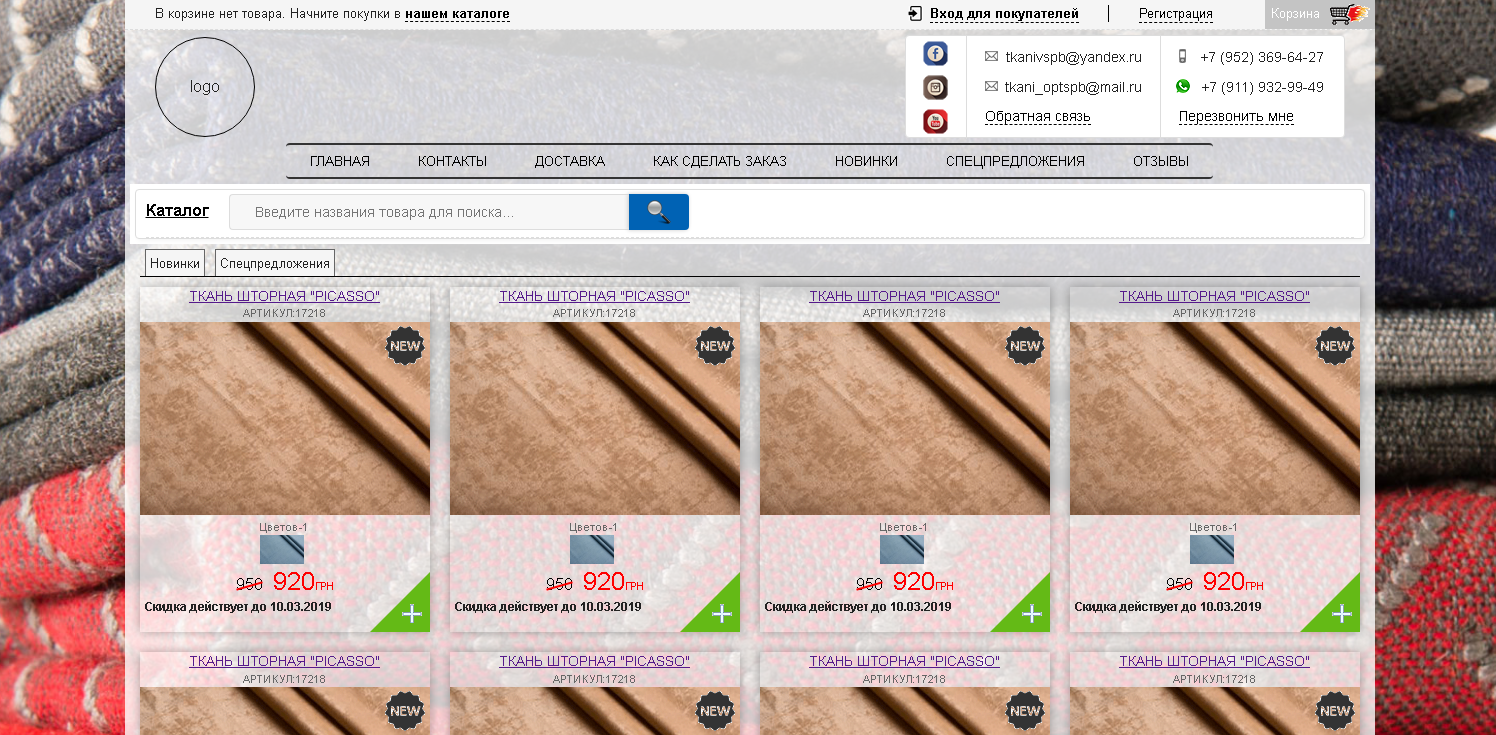 В корзине нет товара. Начните покупки в нашем каталоге
Вход для покупателей
Регистрация
Корзина
logo
tkanivspb@yandex.ru
+7 (952) 369-64-27
tkani_optspb@mail.ru
+7 (911) 932-99-49
You Tube
Обратная связь
Перезвонить мне
ГЛАВНАЯ КОНТАКТЫ ДОСТАВКА КАК СДЕЛАТЬ ЗАКАЗ НОВИНКИ СПЕЦПРЕДЛОЖЕНИЯ ОТЗЫВЫ
Каталог
Введите названия товара для поиска...
Новинки Спецпредложения
ТКАНЬ ШТОРНАЯ "PICASSO"
АРТИКУЛ:17218
NEW
Цветов-1
950 920ГРН
Скидка действует до 10.03.2019
ТКАНЬ ШТОРНАЯ "PICASSO"
АРТИКУЛ:17218
NEW
Цветов-1
950 920ГРН
Скидка действует до 10.03.2019
ТКАНЬ ШТОРНАЯ "PICASSO"
АРТИКУЛ:17218
NEW
Цветов-1
950 920ГРН
Скидка действует до 10.03.2019
ТКАНЬ ШТОРНАЯ "PICASSO"
АРТИКУЛ:17218
NEW
Цветов-1
950 920ГРН
Скидка действует до 10.03.2019
ТКАНЬ ШТОРНАЯ "PICASSO"
АРТИКУЛ:17218
NEW
ТКАНЬ ШТОРНАЯ "PICASSO"
АРТИКУЛ:17218
NEW
ТКАНЬ ШТОРНАЯ "PICASSO"
АРТИКУЛ:17218
NEW
ТКАНЬ ШТОРНАЯ "PICASSO"
АРТИКУЛ:17218
NEW